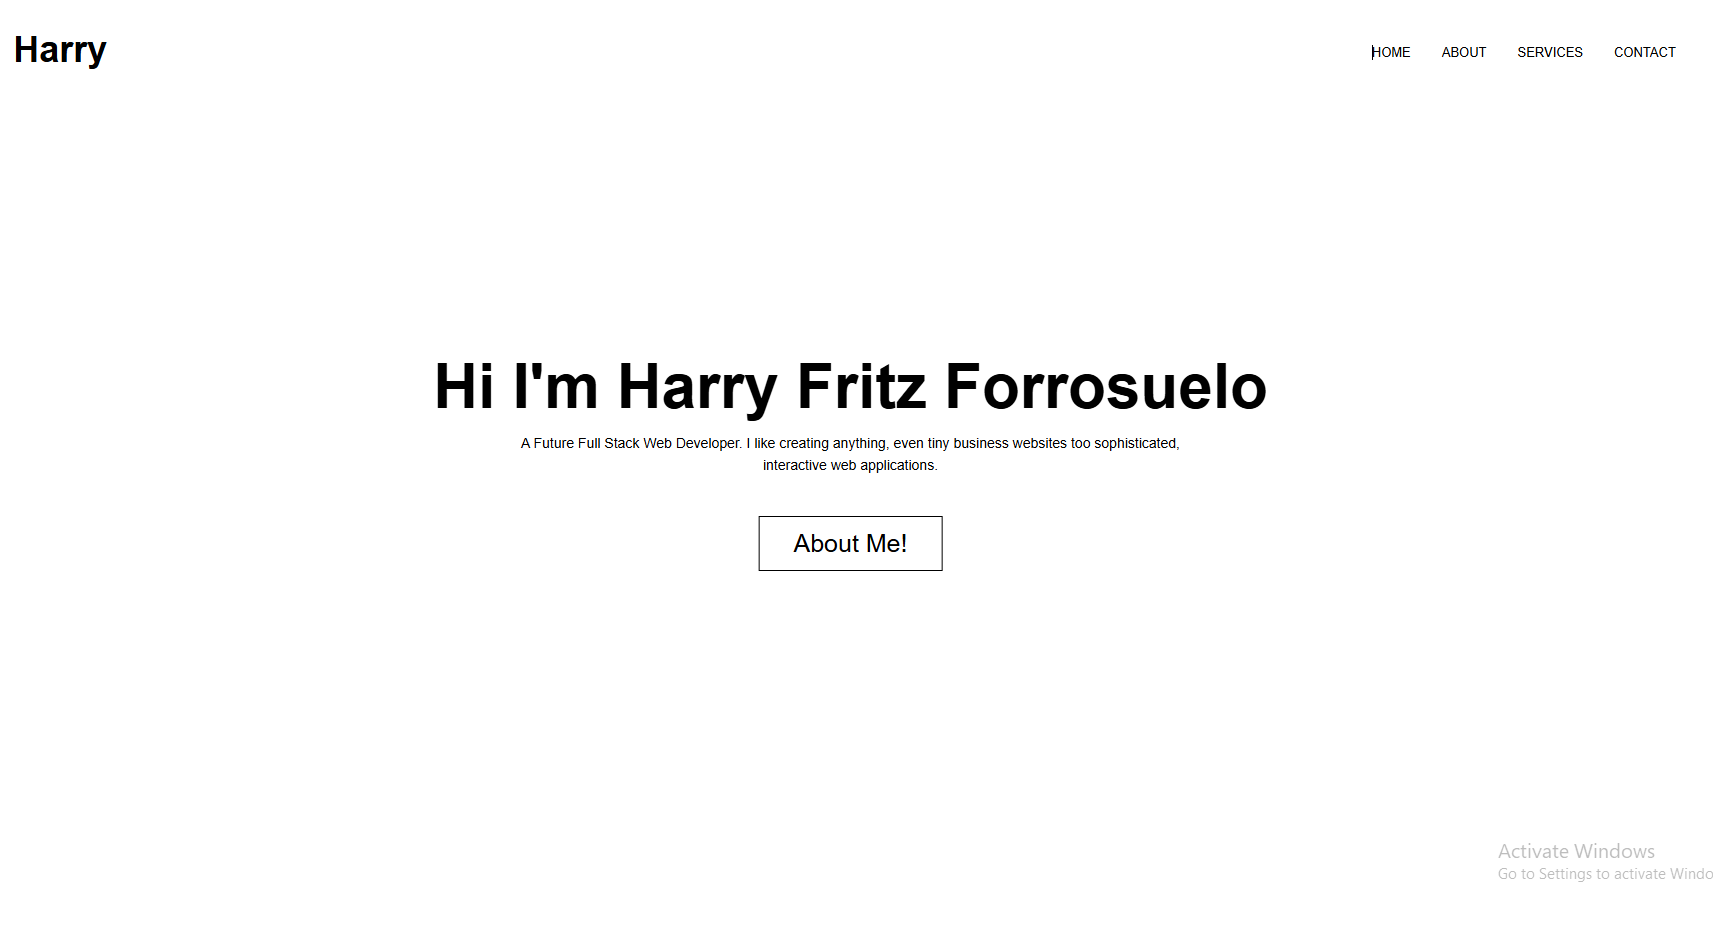 Harry
HOME ABOUT SERVICES CONTACT
Hi I'm Harry Fritz Forrosuelo
A Future Full Stack Web Developer. I like creating anything, even tiny business websites too sophisticated,
interactive web applications.
About Me!
Activate Windows
Go to Settings to activate Windo